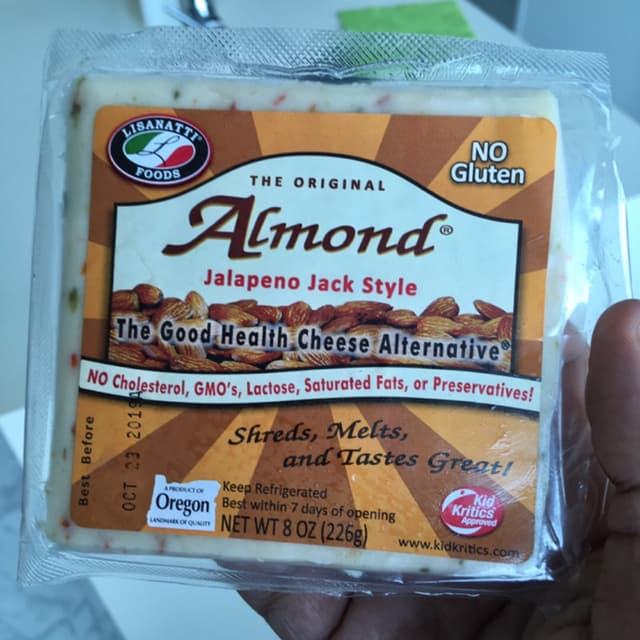 LISANATTI®
FOODS
NO
Gluten
THE ORIGINAL
Almond®
Jalapeno Jack Style
The Good Health Cheese Alternative®
NO Cholesterol, GMO's, Lactose, Saturated Fats, or Preservatives!
Shreds, Melts,
and Tastes Great!
Best Before
OCT 23 2019
A PRODUCT OF
Oregon
LANDMARK OF QUALITY
Keep Refrigerated
Best within 7 days of opening
NET WT 8 OZ (226g)
Kid
Kritics
Approved
www.kidkritics.com